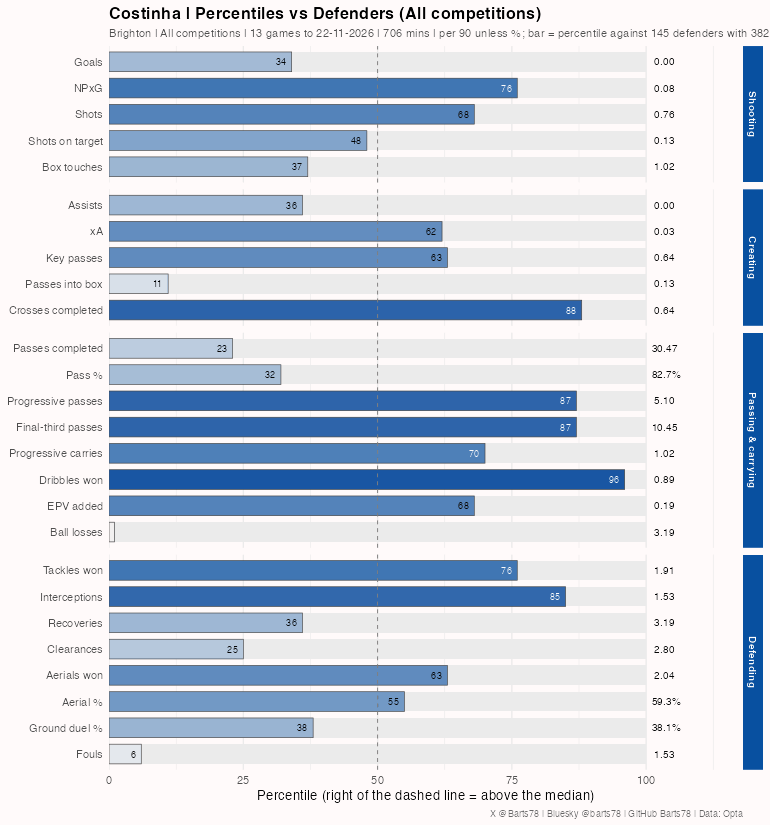 Costinha | Percentiles vs Defenders (All competitions)
Brighton | All competitions | 13 games to 22-11-2026 | 706 mins | per 90 unless %; bar = percentile against 145 defenders with 382
Goals 34 0.00
NPxG 76 0.08
Shots 68 0.76
Shots on target 48 0.13
Box touches 37 1.02
Shooting
Assists 36 0.00
xA 62 0.03
Key passes 63 0.64
Passes into box 11 0.13
Crosses completed 88 0.64
Creating
Passes completed 23 30.47
Pass % 32 82.7%
Progressive passes 87 5.10
Final-third passes 87 10.45
Progressive carries 70 1.02
Dribbles won 96 0.89
EPV added 68 0.19
Ball losses 3.19
Passing & carrying
Tackles won 76 1.91
Interceptions 85 1.53
Recoveries 36 3.19
Clearances 25 2.80
Aerials won 63 2.04
Aerial % 55 59.3%
Ground duel % 38 38.1%
Fouls 6 1.53
Defending
0 25 50 75 100
Percentile (right of the dashed line = above the median)
X @Barts78 | Bluesky @barts78 | GitHub Barts78 | Data: Opta